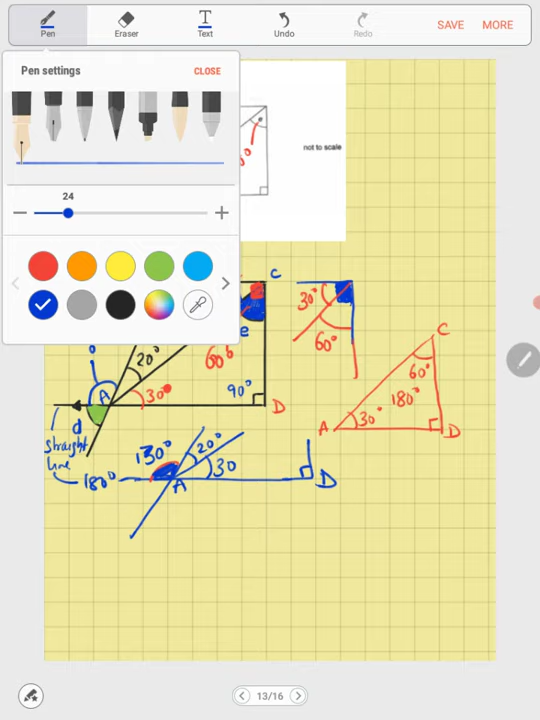 Pen
Eraser
Text
Undo
Redo
SAVE
MORE
Pen settings
CLOSE
24
not to scale
C
e
30°
60°
20°
60°
30°
90°
A
D
d
straight
line
180°
130°
20°
30
A
D
C
60°
180°
30°
A
D
13/16